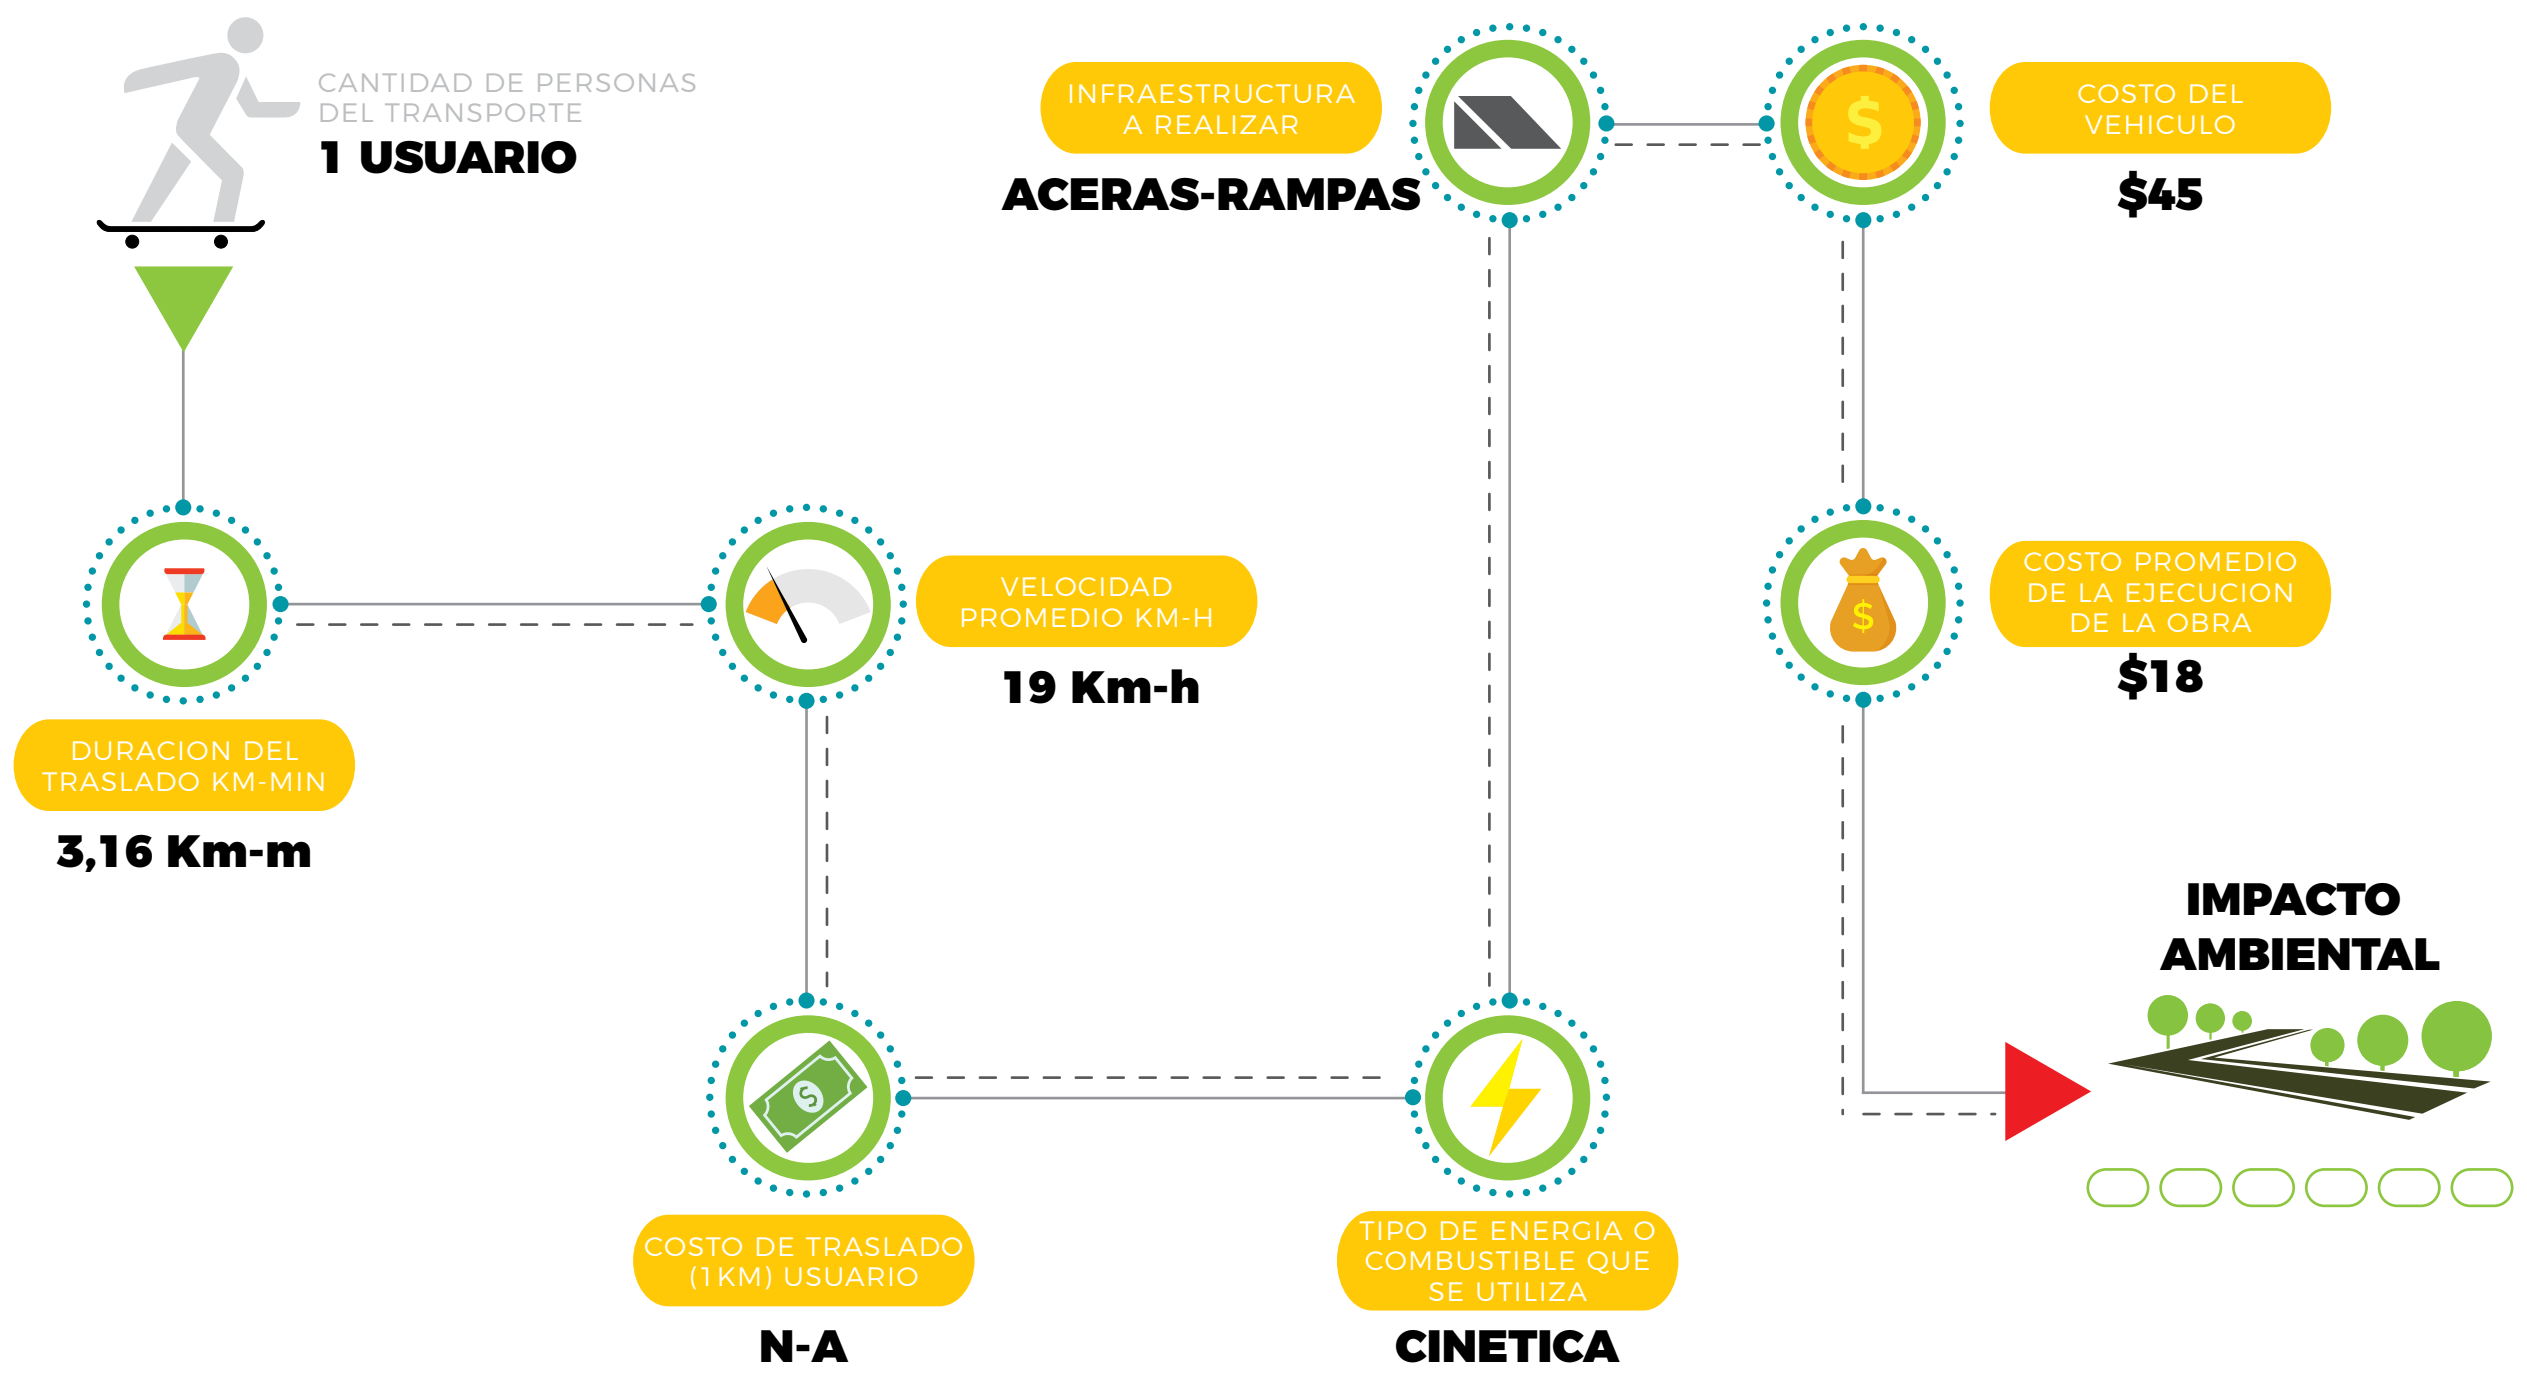 CANTIDAD DE PERSONAS
DEL TRANSPORTE
1 USUARIO
DURACION DEL
TRASLADO KM-MIN
3,16 Km-m
VELOCIDAD
PROMEDIO KM-H
19 Km-h
COSTO DE TRASLADO
(1KM) USUARIO
N-A
TIPO DE ENERGIA O
COMBUSTIBLE QUE
SE UTILIZA
CINETICA
INFRAESTRUCTURA
A REALIZAR
ACERAS-RAMPAS
$
COSTO DEL
VEHICULO
$45
$
COSTO PROMEDIO
DE LA EJECUCION
DE LA OBRA
$18
IMPACTO
AMBIENTAL
$